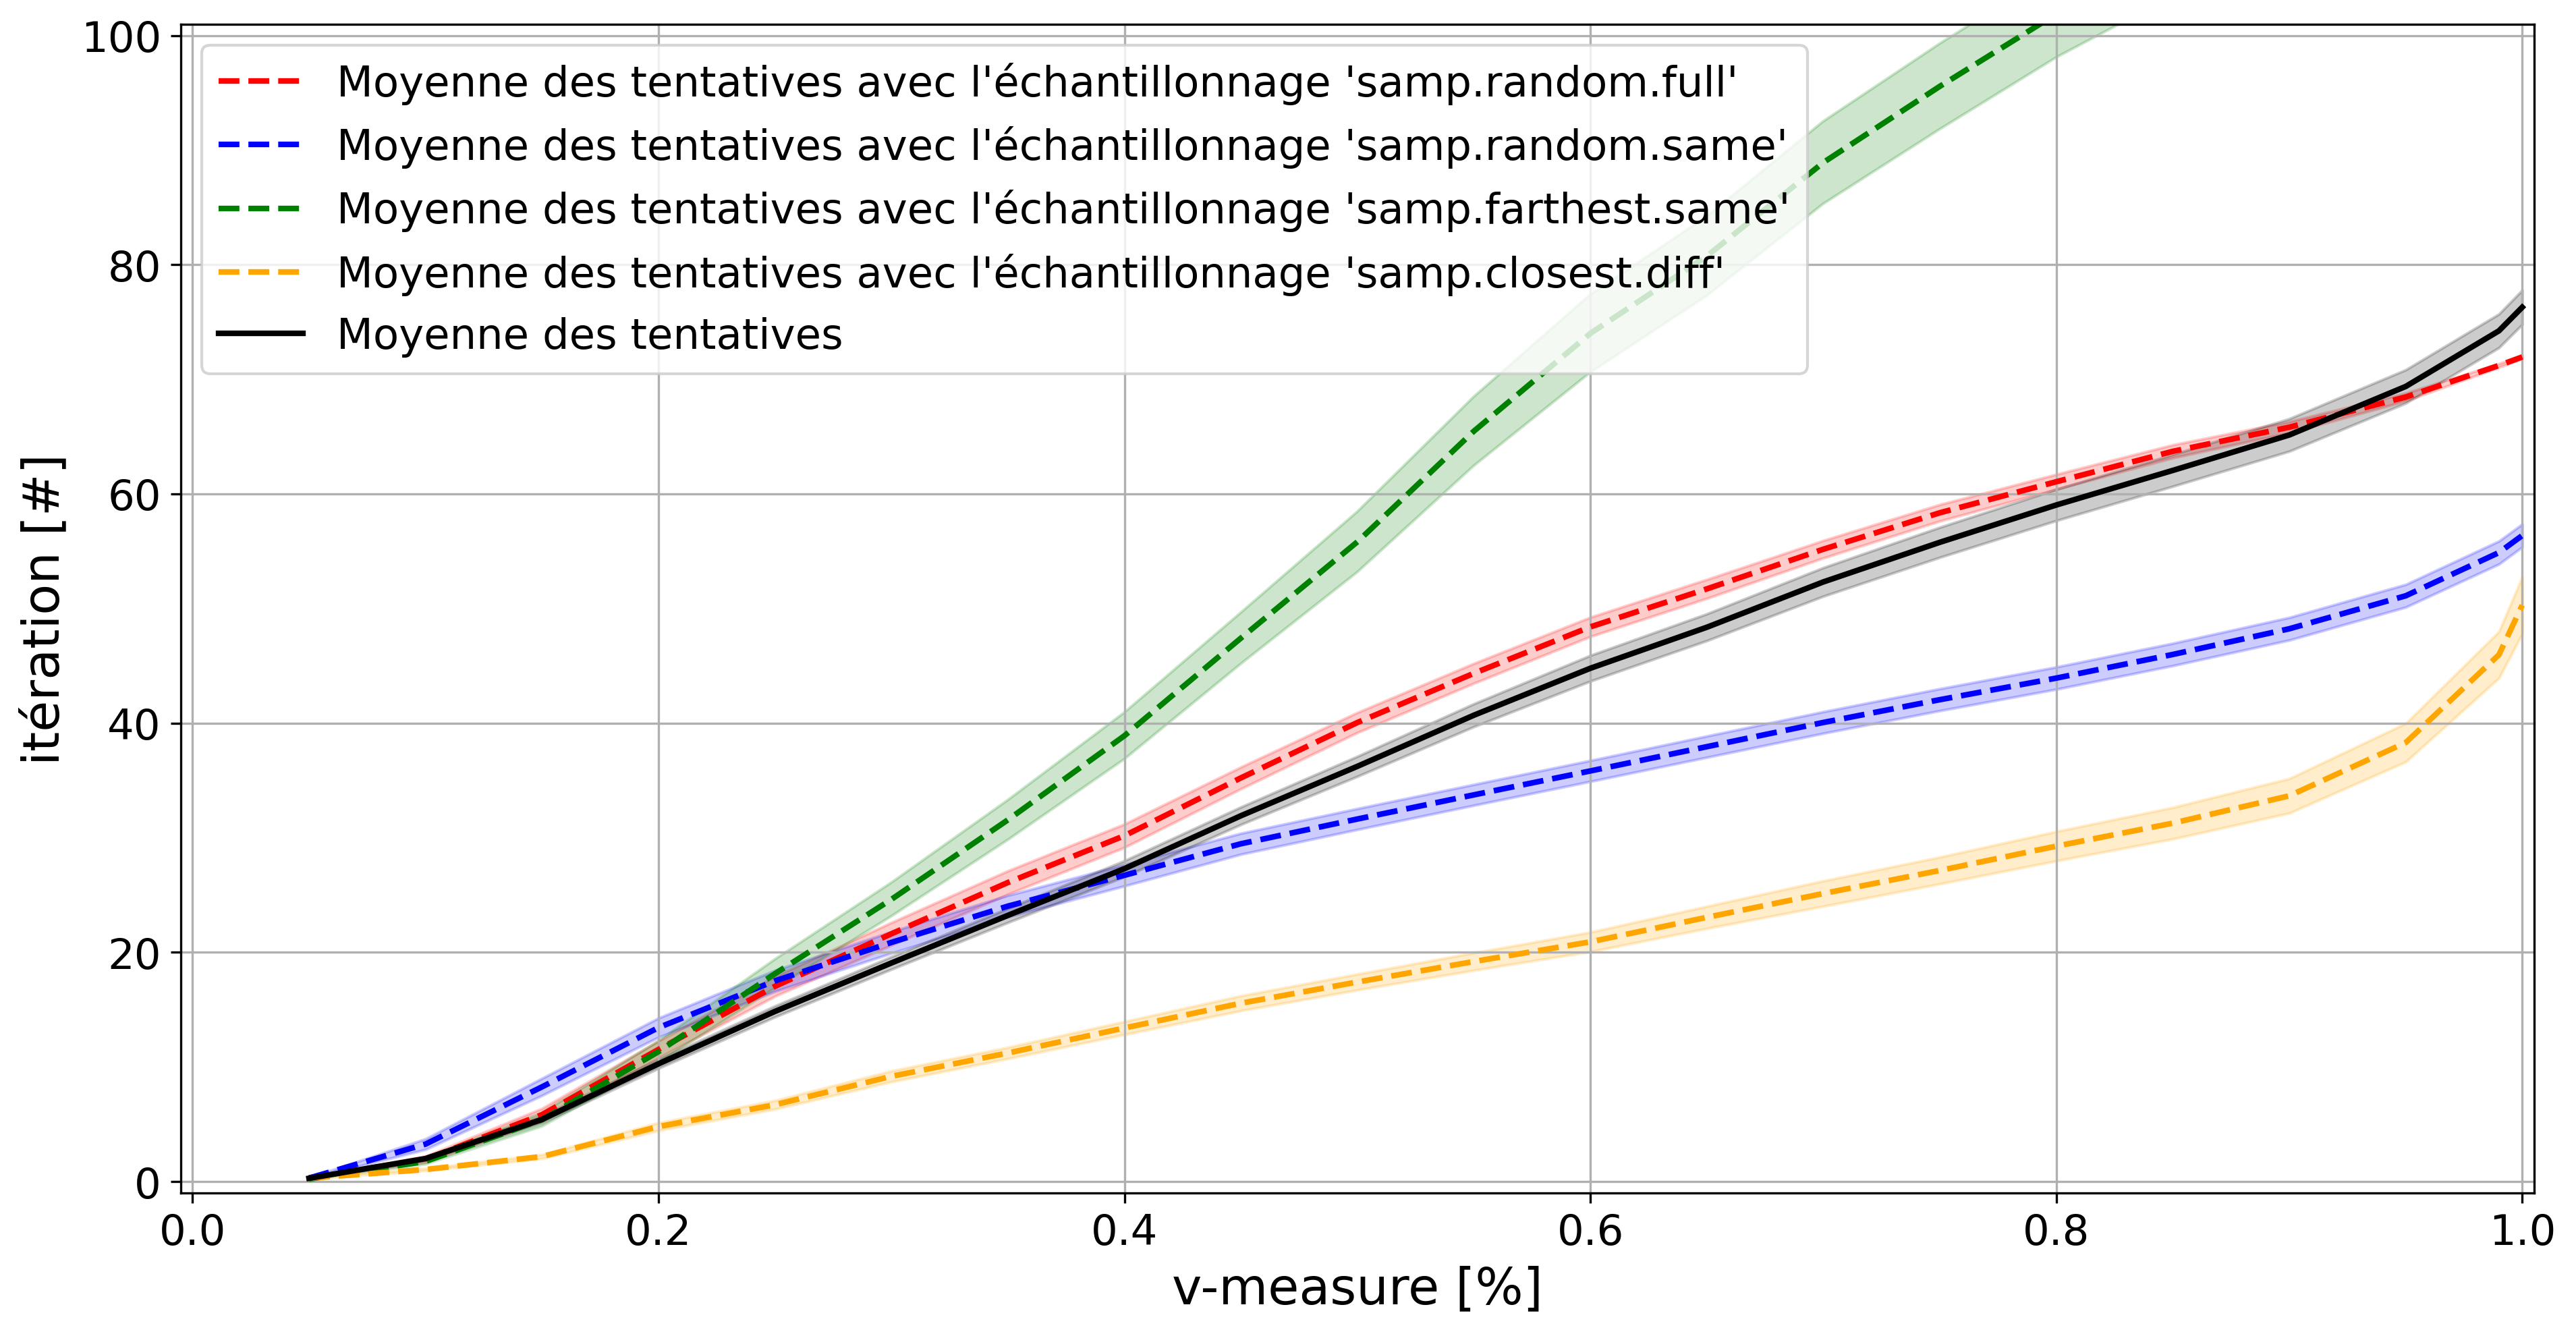 100
80
60
40
20
0
itération [#]
Moyenne des tentatives avec l'échantillonnage 'samp.random.full'
Moyenne des tentatives avec l'échantillonnage 'samp.random.same'
Moyenne des tentatives avec l'échantillonnage 'samp.farthest.same'
Moyenne des tentatives avec l'échantillonnage 'samp.closest.diff'
Moyenne des tentatives
0.0 0.2 0.4 0.6 0.8 1.0
v-measure [%]